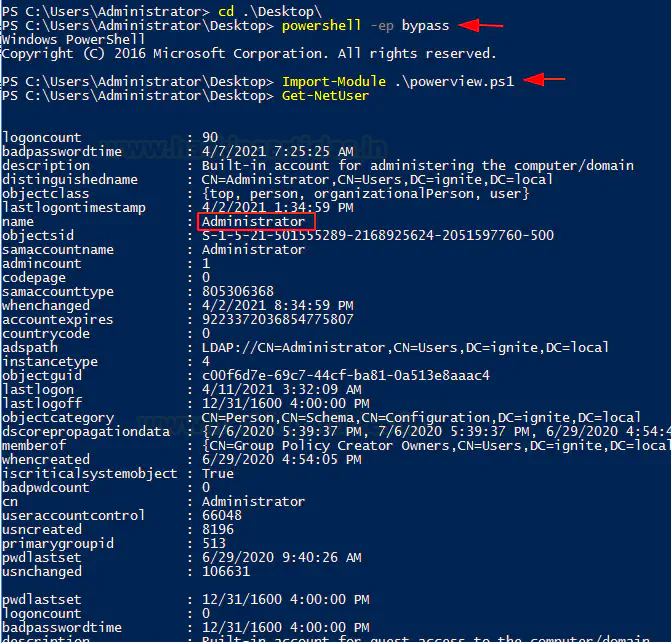 PS C:\Users\Administrator> cd .\Desktop\
PS C:\Users\Administrator\Desktop> powershell -ep bypass
Windows PowerShell
Copyright (C) 2016 Microsoft Corporation. All rights reserved.
PS C:\Users\Administrator\Desktop> Import-Module .\powerview.ps1
PS C:\Users\Administrator\Desktop> Get-NetUser
logoncount : 90
badpasswordtime : 4/7/2021 7:25:25 AM
description : Built-in account for administering the computer/domain
distinguishedname : CN=Administrator,CN=Users,DC=ignite,DC=local
objectclass : {top, person, organizationalPerson, user}
lastlogontimestamp : 4/2/2021 1:34:59 PM
name : Administrator
objectsid : S-1-5-21-501555289-2168925624-2051597760-500
samaccountname : Administrator
admincount : 1
codepage : 0
samaccounttype : 805306368
whenchanged : 4/2/2021 8:34:59 PM
accountexpires : 9223372036854775807
countrycode : 0
adspath : LDAP://CN=Administrator,CN=Users,DC=ignite,DC=local
instancetype : 4
objectguid : c00f6d7e-69c7-44cf-ba81-0a513e8aaac4
lastlogon : 4/11/2021 3:32:09 AM
lastlogoff : 12/31/1600 4:00:00 PM
objectcategory : CN=Person,CN=Schema,CN=Configuration,DC=ignite,DC=local
dscorepropagationdata : {7/6/2020 5:39:37 PM, 7/6/2020 5:39:37 PM, 6/29/2020 4:54:4
memberof : {CN=Group Policy Creator Owners,CN=Users,DC=ignite,DC=local
whencreated : 6/29/2020 4:54:05 PM
iscriticalsystemobject : True
badpwdcount : 0
cn : Administrator
useraccountcontrol : 66048
usncreated : 8196
primarygroupid : 513
pwdlastset : 6/29/2020 9:40:26 AM
usnchanged : 106631
pwdlastset : 12/31/1600 4:00:00 PM
logoncount : 0
badpasswordtime : 12/31/1600 4:00:00 PM
description : Built-in account for guest access to the computer/domain